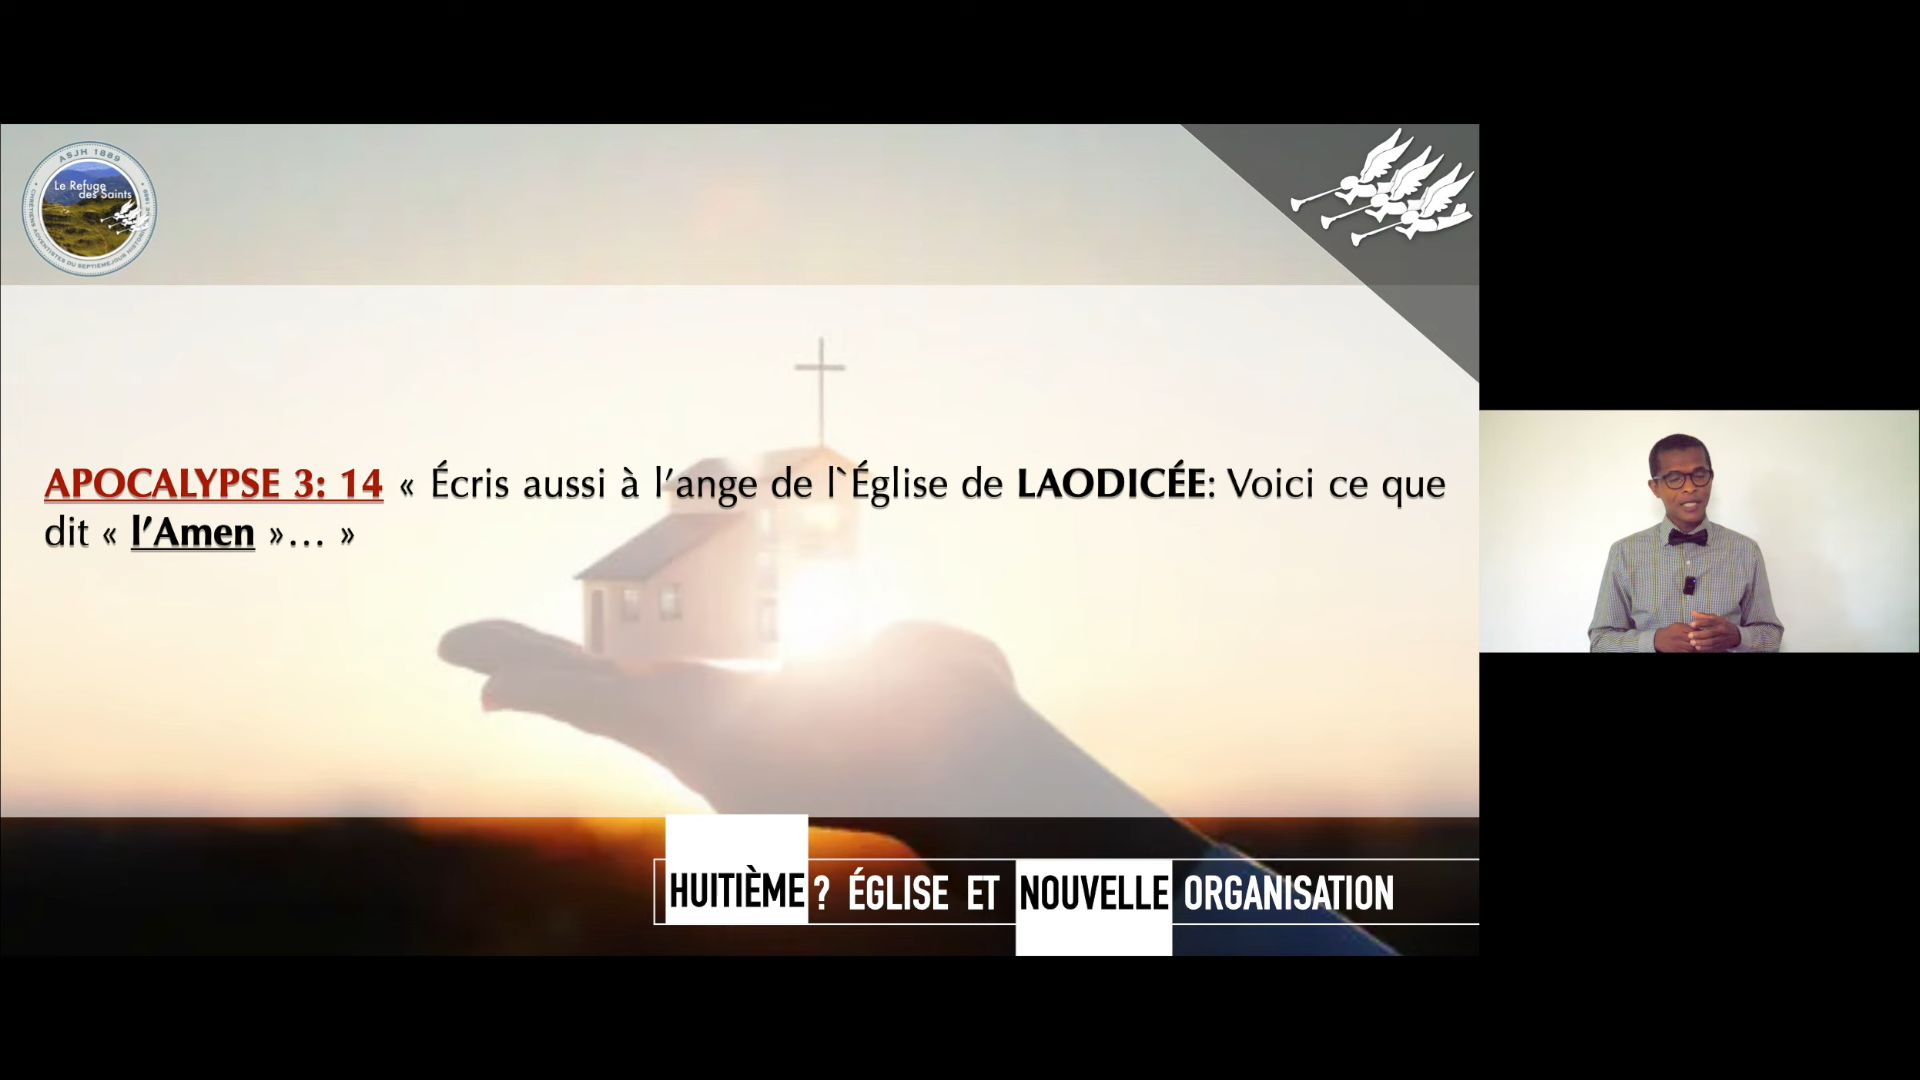 ASJH 1889
Le Refuge
des Saints
APOCALYPSE 3: 14 « Écris aussi à l’ange de l`Église de LAODICÉE: Voici ce que
dit « l’Amen »… »
HUITIÈME ? ÉGLISE ET NOUVELLE ORGANISATION